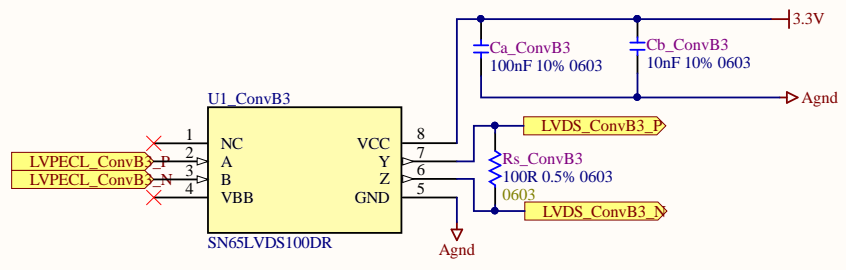 3.3V
Ca_ConvB3
100nF 10% 0603
Cb_ConvB3
10nF 10% 0603
Agnd
U1_ConvB3
1 NC VCC 8
LVPECL_ConvB3_P 2 A Y 7
LVPECL_ConvB3_N 3 B Z 6
4 VBB GND 5
SN65LVDS100DR
LVDS_ConvB3_P
Rs_ConvB3
100R 0.5% 0603
0603
LVDS_ConvB3_N
Agnd